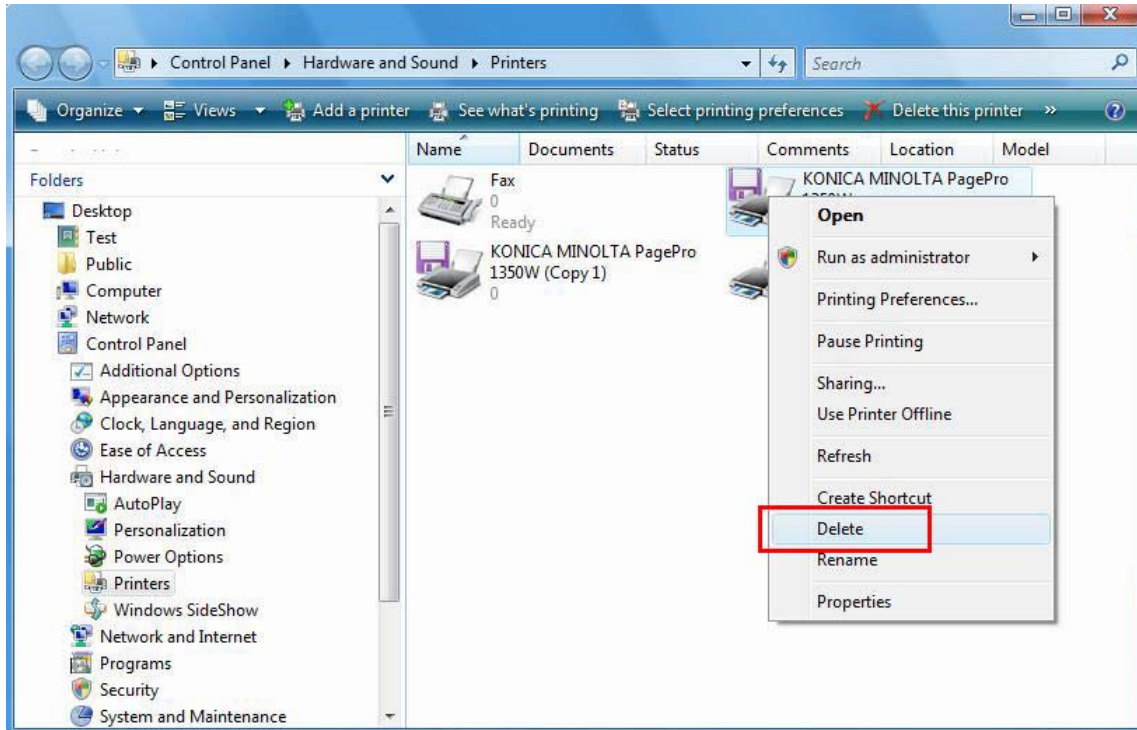 Control Panel ▸ Hardware and Sound ▸ Printers
Search
Organize Views Add a printer See what's printing Select printing preferences Delete this printer »
Name Documents Status Comments Location Model
Folders
Desktop
Test
Public
Computer
Network
Control Panel
Additional Options
Appearance and Personalization
Clock, Language, and Region
Ease of Access
Hardware and Sound
AutoPlay
Personalization
Power Options
Printers
Windows SideShow
Network and Internet
Programs
Security
System and Maintenance
Fax
0
Ready
KONICA MINOLTA PagePro
1350W (Copy 1)
0
KONICA MINOLTA PagePro
1350W
Open
Run as administrator
Printing Preferences...
Pause Printing
Sharing...
Use Printer Offline
Refresh
Create Shortcut
Delete
Rename
Properties